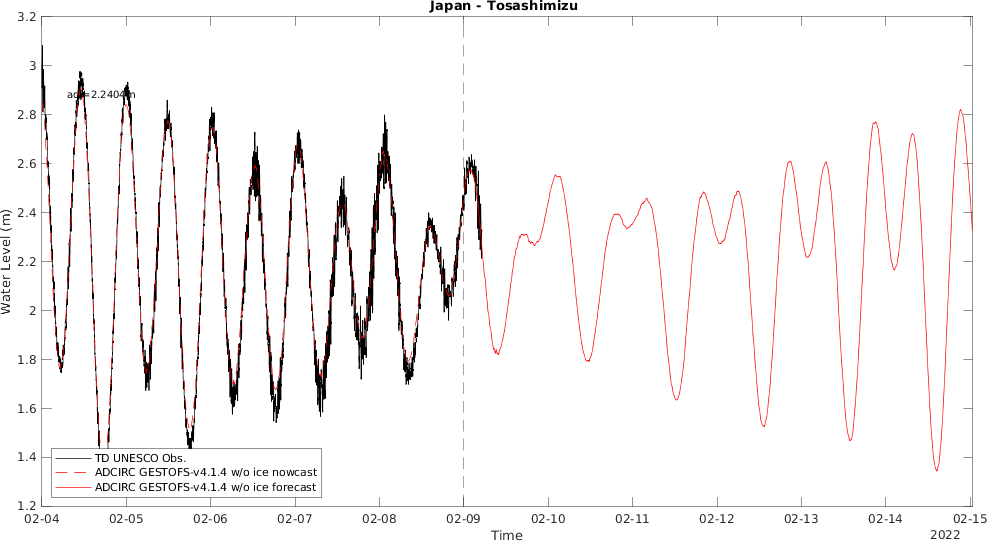 Japan - Tosashimizu
3.2
3
2.8
2.6
2.4
2.2
2
1.8
1.6
1.4
1.2
Water Level (m)
TD UNESCO Obs.
ADCIRC GESTOFS-v4.1.4 w/o ice nowcast
ADCIRC GESTOFS-v4.1.4 w/o ice forecast
02-04 02-05 02-06 02-07 02-08 02-09 02-10 02-11 02-12 02-13 02-14 02-15
Time
2022